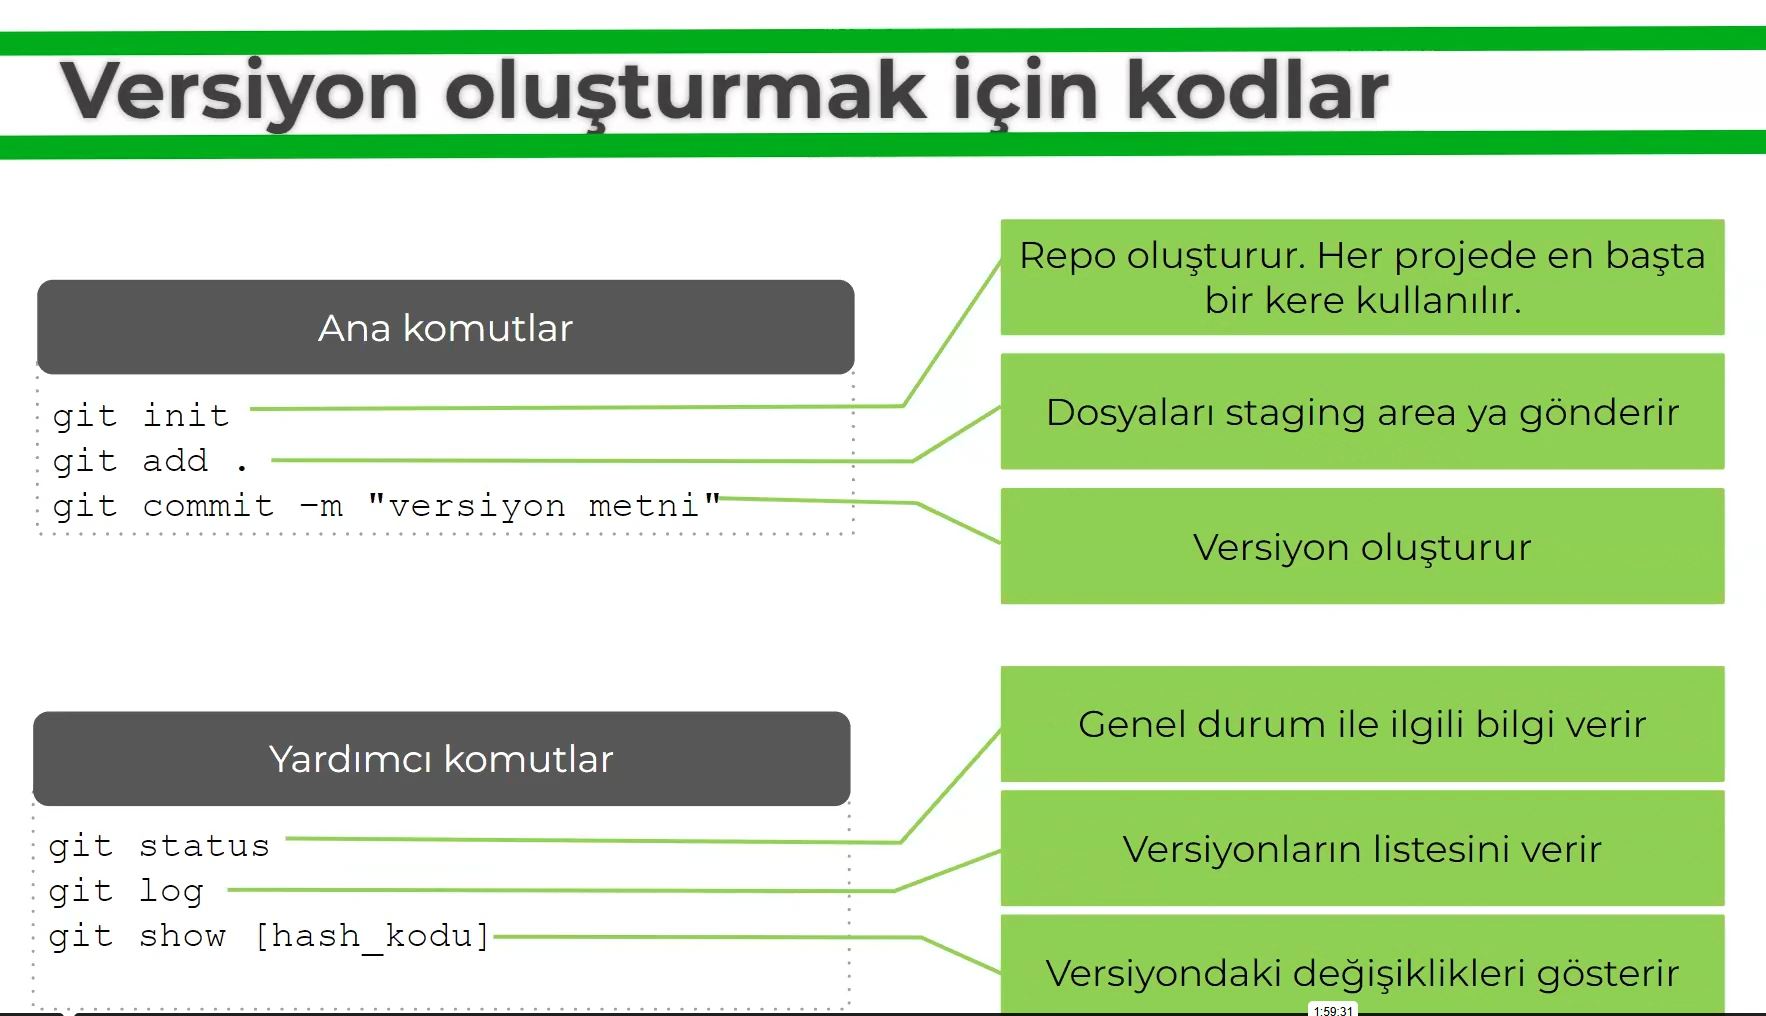 Versiyon oluşturmak için kodlar
Ana komutlar
git init
git add .
git commit -m "versiyon metni"
Repo oluşturur. Her projede en başta
bir kere kullanılır.
Dosyaları staging area ya gönderir
Versiyon oluşturur
Yardımcı komutlar
git status
git log
git show [hash_kodu]
Genel durum ile ilgili bilgi verir
Versiyonların listesini verir
Versiyondaki değişiklikleri gösterir
1:59:31